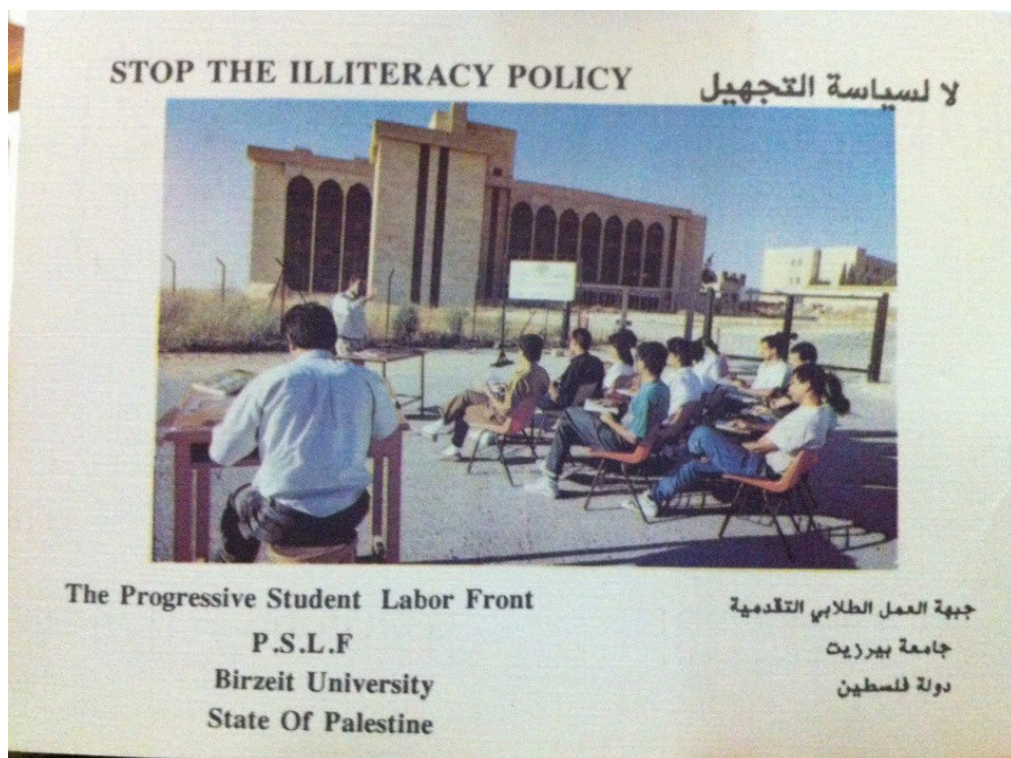 STOP THE ILLITERACY POLICY
لا لسياسة التجهيل
The Progressive Student Labor Front
P.S.L.F
Birzeit University
State Of Palestine
جبهة العمل الطلابي التقدمية
جامعة بيرزيت
دولة فلسطين